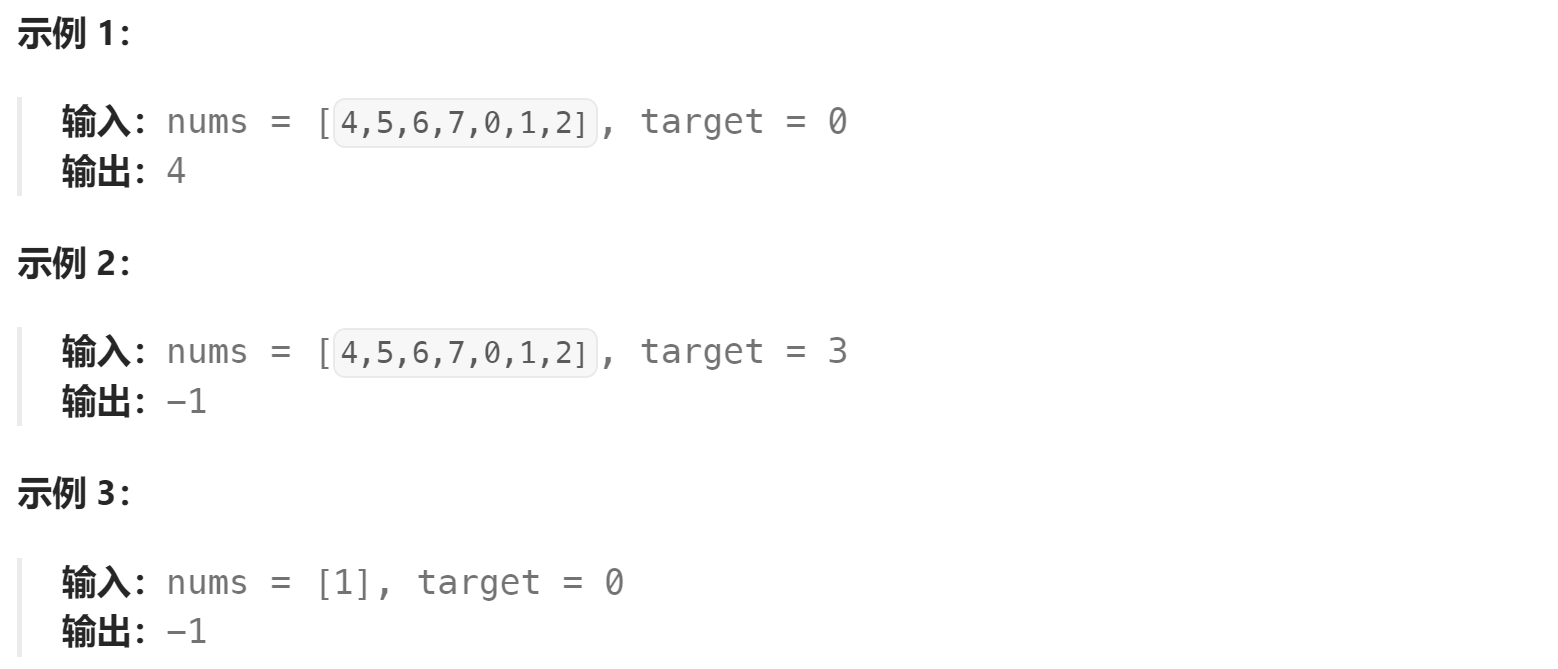 示例 1：
输入：nums = [4,5,6,7,0,1,2], target = 0
输出：4
示例 2：
输入：nums = [4,5,6,7,0,1,2], target = 3
输出：-1
示例 3：
输入：nums = [1], target = 0
输出：-1